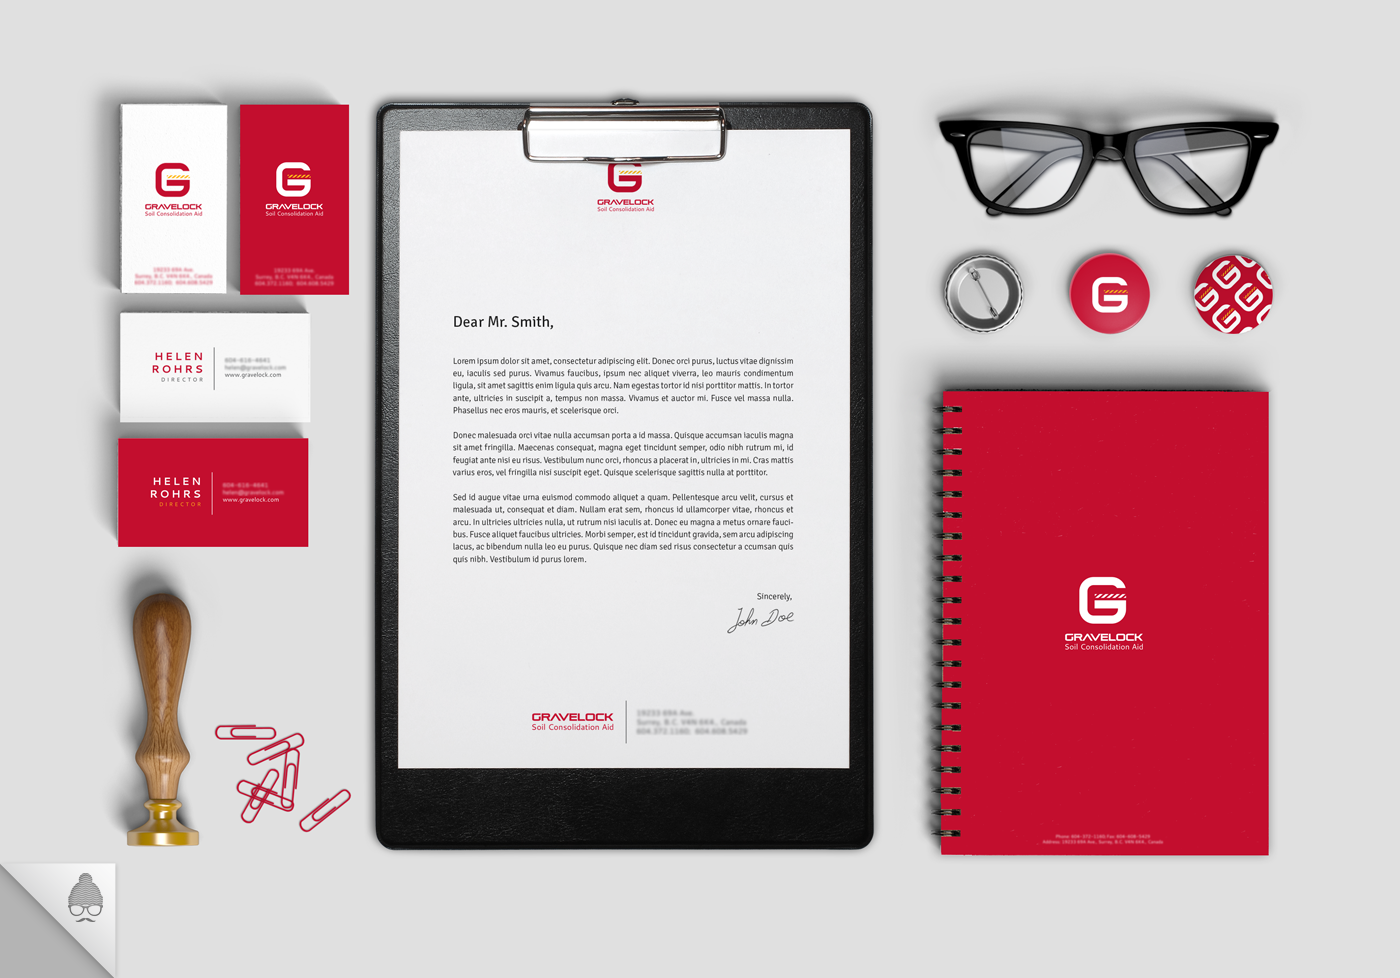 GRAVELOCK
Soil Consolidation Aid
GRAVELOCK
Soil Consolidation Aid
HELEN
ROHRS
DIRECTOR
www.gravelock.com
HELEN
ROHRS
DIRECTOR
www.gravelock.com
GRAVELOCK
Soil Consolidation Aid
Dear Mr. Smith,
Lorem ipsum dolor sit amet, consectetur adipiscing elit. Donec orci purus, luctus vitae dignissim
eu, iaculis sed purus. Vivamus faucibus, ipsum nec aliquet viverra, leo mauris condimentum
ligula, sit amet sagittis enim ligula quis arcu. Nam egestas tortor id nisi porttitor mattis. In tortor
ante, ultricies in suscipit a, tempus non massa. Vivamus et auctor mi. Fusce vel massa nulla.
Phasellus nec eros mauris, et scelerisque orci.
Donec malesuada orci vitae nulla accumsan porta a id massa. Quisque accumsan iaculis magna
sit amet fringilla. Maecenas consequat, magna eget tincidunt semper, odio nibh rutrum mi, id
feugiat ante nisi eu risus. Vestibulum nunc orci, rhoncus a placerat in, ultricies in mi. Cras mattis
varius eros, vel fringilla nisi suscipit eget. Quisque scelerisque sagittis nulla at porttitor.
Sed id augue vitae urna euismod commodo aliquet a quam. Pellentesque arcu velit, cursus et
malesuada ut, consequat et diam. Nullam erat sem, rhoncus id ullamcorper vitae, rhoncus et
arcu. In ultricies ultricies nulla, ut rutrum nisi iaculis at. Donec eu magna a metus ornare fauci-
bus. Fusce aliquet faucibus ultricies. Morbi semper, est id tincidunt gravida, sem arcu adipiscing
lacus, ac bibendum nulla leo eu purus. Quisque nec diam sed risus consectetur a ccumsan quis
quis nibh. Vestibulum id purus lorem.
Sincerely,
John Doe
GRAVELOCK
Soil Consolidation Aid
GRAVELOCK
Soil Consolidation Aid